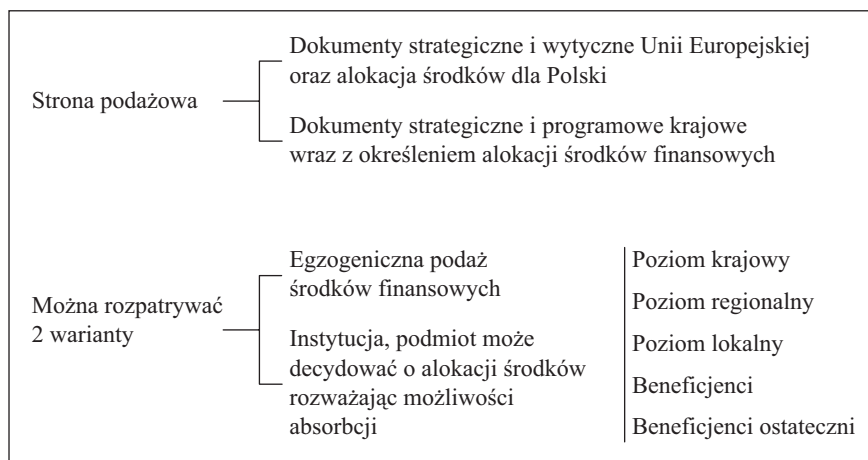 Strona podażowa
Dokumenty strategiczne i wytyczne Unii Europejskiej
oraz alokacja środków dla Polski
Dokumenty strategiczne i programowe krajowe
wraz z określeniem alokacji środków finansowych
Można rozpatrywać
2 warianty
Egzogeniczna podaż
środków finansowych
Instytucja, podmiot może
decydować o alokacji środków
rozważając możliwości
absorbcji
Poziom krajowy
Poziom regionalny
Poziom lokalny
Beneficjenci
Beneficjenci ostateczni